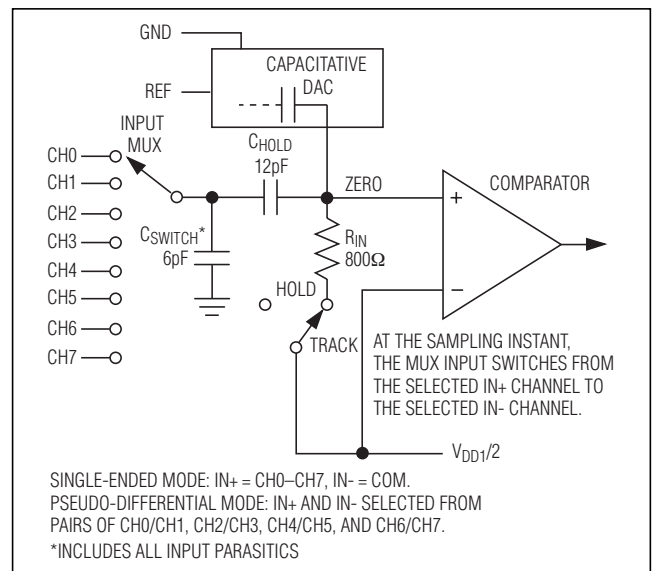 GND
CAPACITATIVE
DAC
REF
INPUT
MUX
CHOLD
12pF
CH0
CH1
CH2
CH3
CH4
CH5
CH6
CH7
ZERO
COMPARATOR
+
−
CSWITCH*
6pF
RIN
800Ω
HOLD
TRACK
AT THE SAMPLING INSTANT,
THE MUX INPUT SWITCHES FROM
THE SELECTED IN+ CHANNEL TO
THE SELECTED IN- CHANNEL.
VDD1/2
SINGLE-ENDED MODE: IN+ = CH0–CH7, IN- = COM.
PSEUDO-DIFFERENTIAL MODE: IN+ AND IN- SELECTED FROM
PAIRS OF CH0/CH1, CH2/CH3, CH4/CH5, AND CH6/CH7.
*INCLUDES ALL INPUT PARASITICS